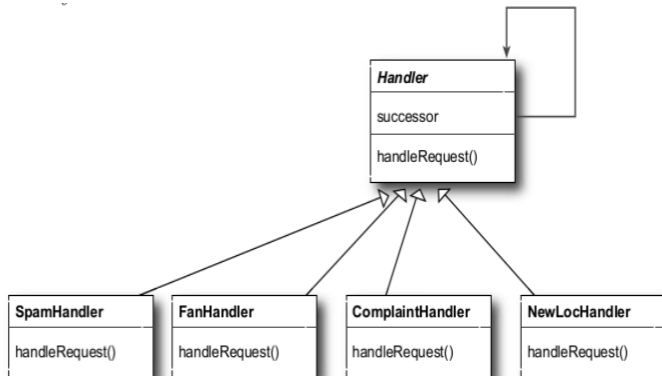 Handler
successor
handleRequest()
SpamHandler
handleRequest()
FanHandler
handleRequest()
ComplaintHandler
handleRequest()
NewLocHandler
handleRequest()